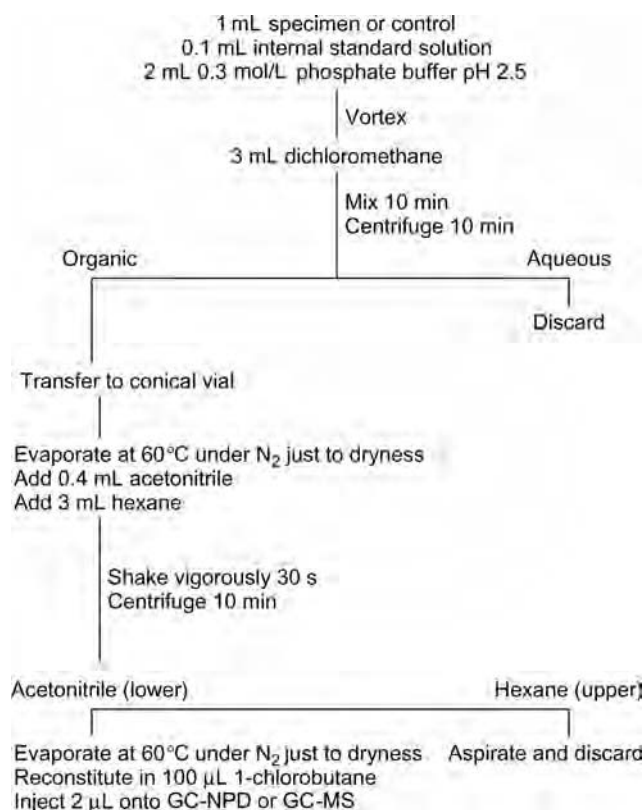 1 mL specimen or control
0.1 mL internal standard solution
2 mL 0.3 mol/L phosphate buffer pH 2.5
Vortex
3 mL dichloromethane
Mix 10 min
Centrifuge 10 min
Organic
Aqueous
Discard
Transfer to conical vial
Evaporate at 60°C under N₂ just to dryness
Add 0.4 mL acetonitrile
Add 3 mL hexane
Shake vigorously 30 s
Centrifuge 10 min
Acetonitrile (lower)
Hexane (upper)
Evaporate at 60°C under N₂ just to dryness
Reconstitute in 100 μL 1-chlorobutane
Inject 2 μL onto GC-NPD or GC-MS
Aspirate and discard